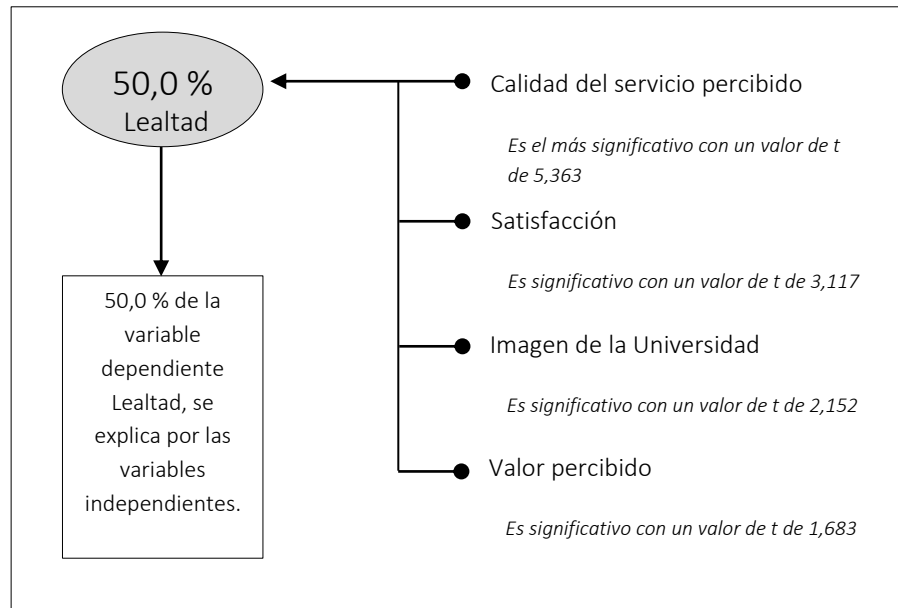 50,0 %
Lealtad
50,0 % de la
variable
dependiente
Lealtad, se
explica por las
variables
independientes.
Calidad del servicio percibido
Es el más significativo con un valor de t
de 5,363
Satisfacción
Es significativo con un valor de t de 3,117
Imagen de la Universidad
Es significativo con un valor de t de 2,152
Valor percibido
Es significativo con un valor de t de 1,683